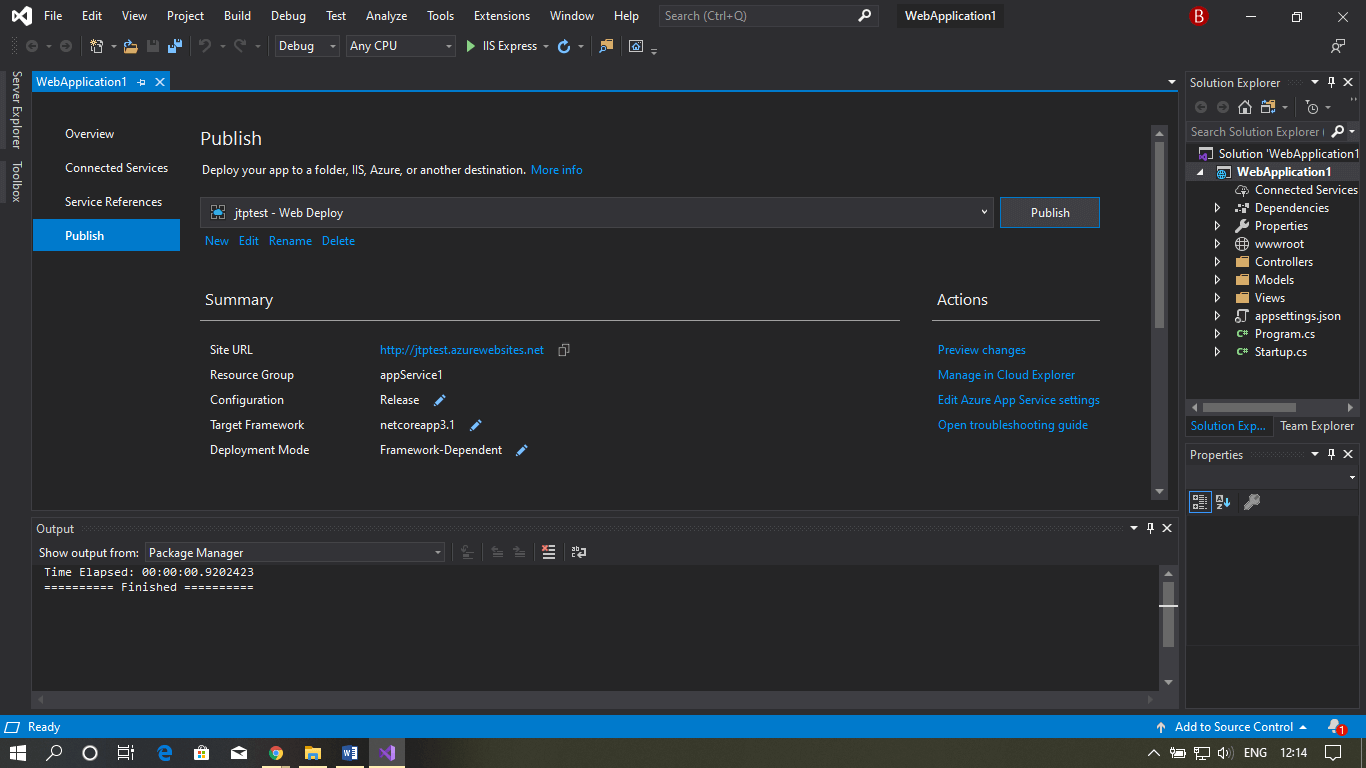 File Edit View Project Build Debug Test Analyze Tools Extensions Window Help Search (Ctrl+Q) WebApplication1 B
Debug Any CPU IIS Express
Server Explorer
Toolbox
WebApplication1
Overview
Connected Services
Service References
Publish
Publish
Deploy your app to a folder, IIS, Azure, or another destination. More info
jtptest - Web Deploy Publish
New Edit Rename Delete
Summary
Site URL http://jtptest.azurewebsites.net
Resource Group appService1
Configuration Release
Target Framework netcoreapp3.1
Deployment Mode Framework-Dependent
Actions
Preview changes
Manage in Cloud Explorer
Edit Azure App Service settings
Open troubleshooting guide
Output
Show output from: Package Manager
Time Elapsed: 00:00:00.9202423
========== Finished ==========
Solution Explorer
Search Solution Explorer (
Solution 'WebApplication1
WebApplication1
Connected Services
Dependencies
Properties
wwwroot
Controllers
Models
Views
appsettings.json
C# Program.cs
C# Startup.cs
Solution Exp... Team Explorer
Properties
Ready Add to Source Control 1
ENG 12:14